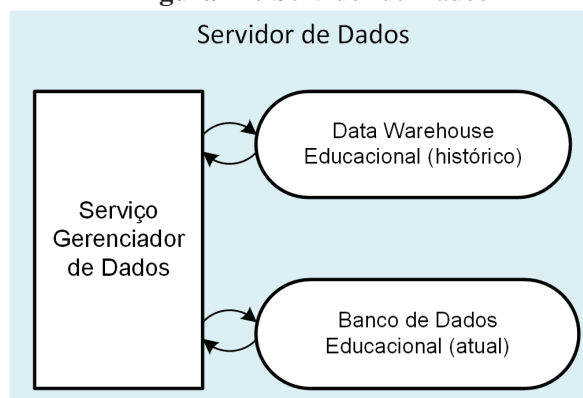 Servidor de Dados
Data Warehouse
Educacional (histórico)
Serviço
Gerenciador
de Dados
Banco de Dados
Educacional (atual)